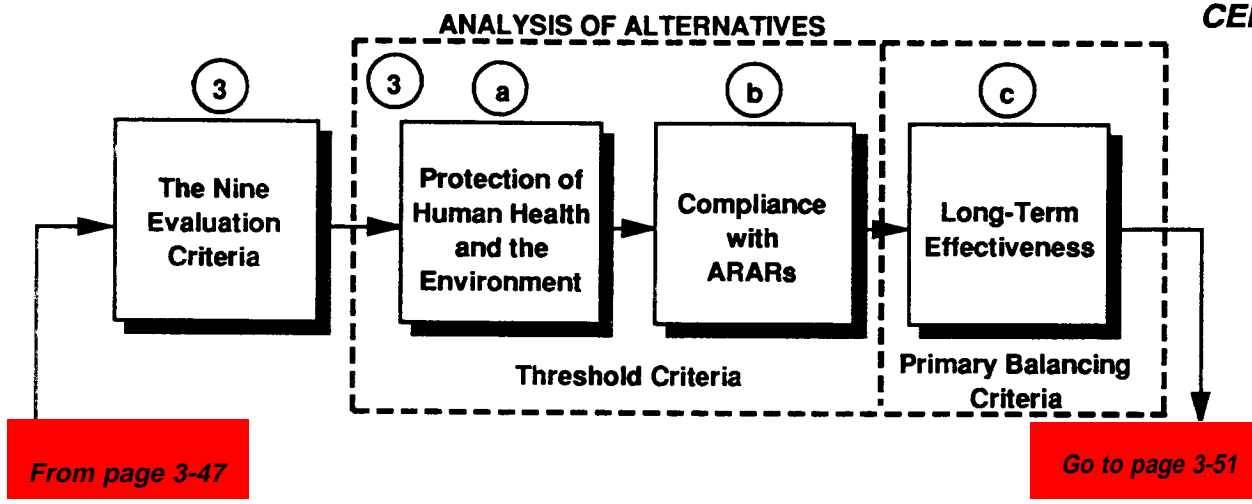 CE
ANALYSIS OF ALTERNATIVES
3
3
a
b
c
The Nine
Evaluation
Criteria
Protection of
Human Health
and the
Environment
Compliance
with
ARARs
Long-Term
Effectiveness
Threshold Criteria
Primary Balancing
Criteria
From page 3-47
Go to page 3-51